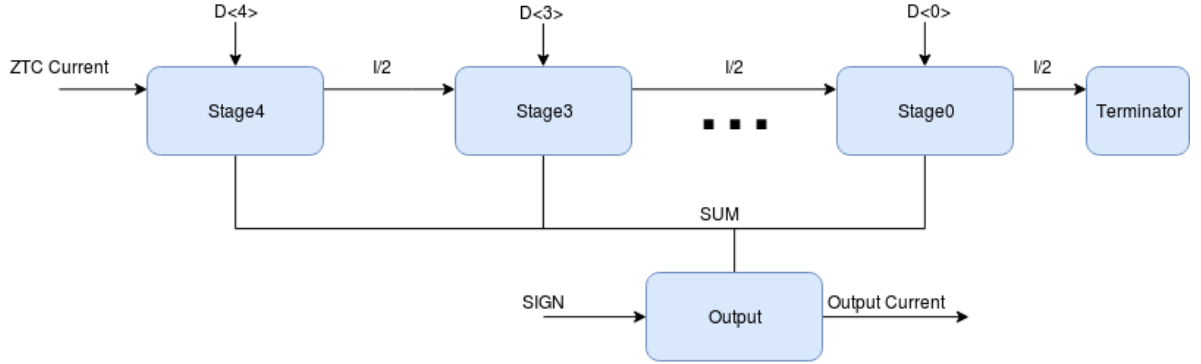 D<4>
D<3>
D<0>
ZTC Current
I/2
I/2
I/2
Stage4
Stage3
Stage0
Terminator
SUM
SIGN
Output
Output Current